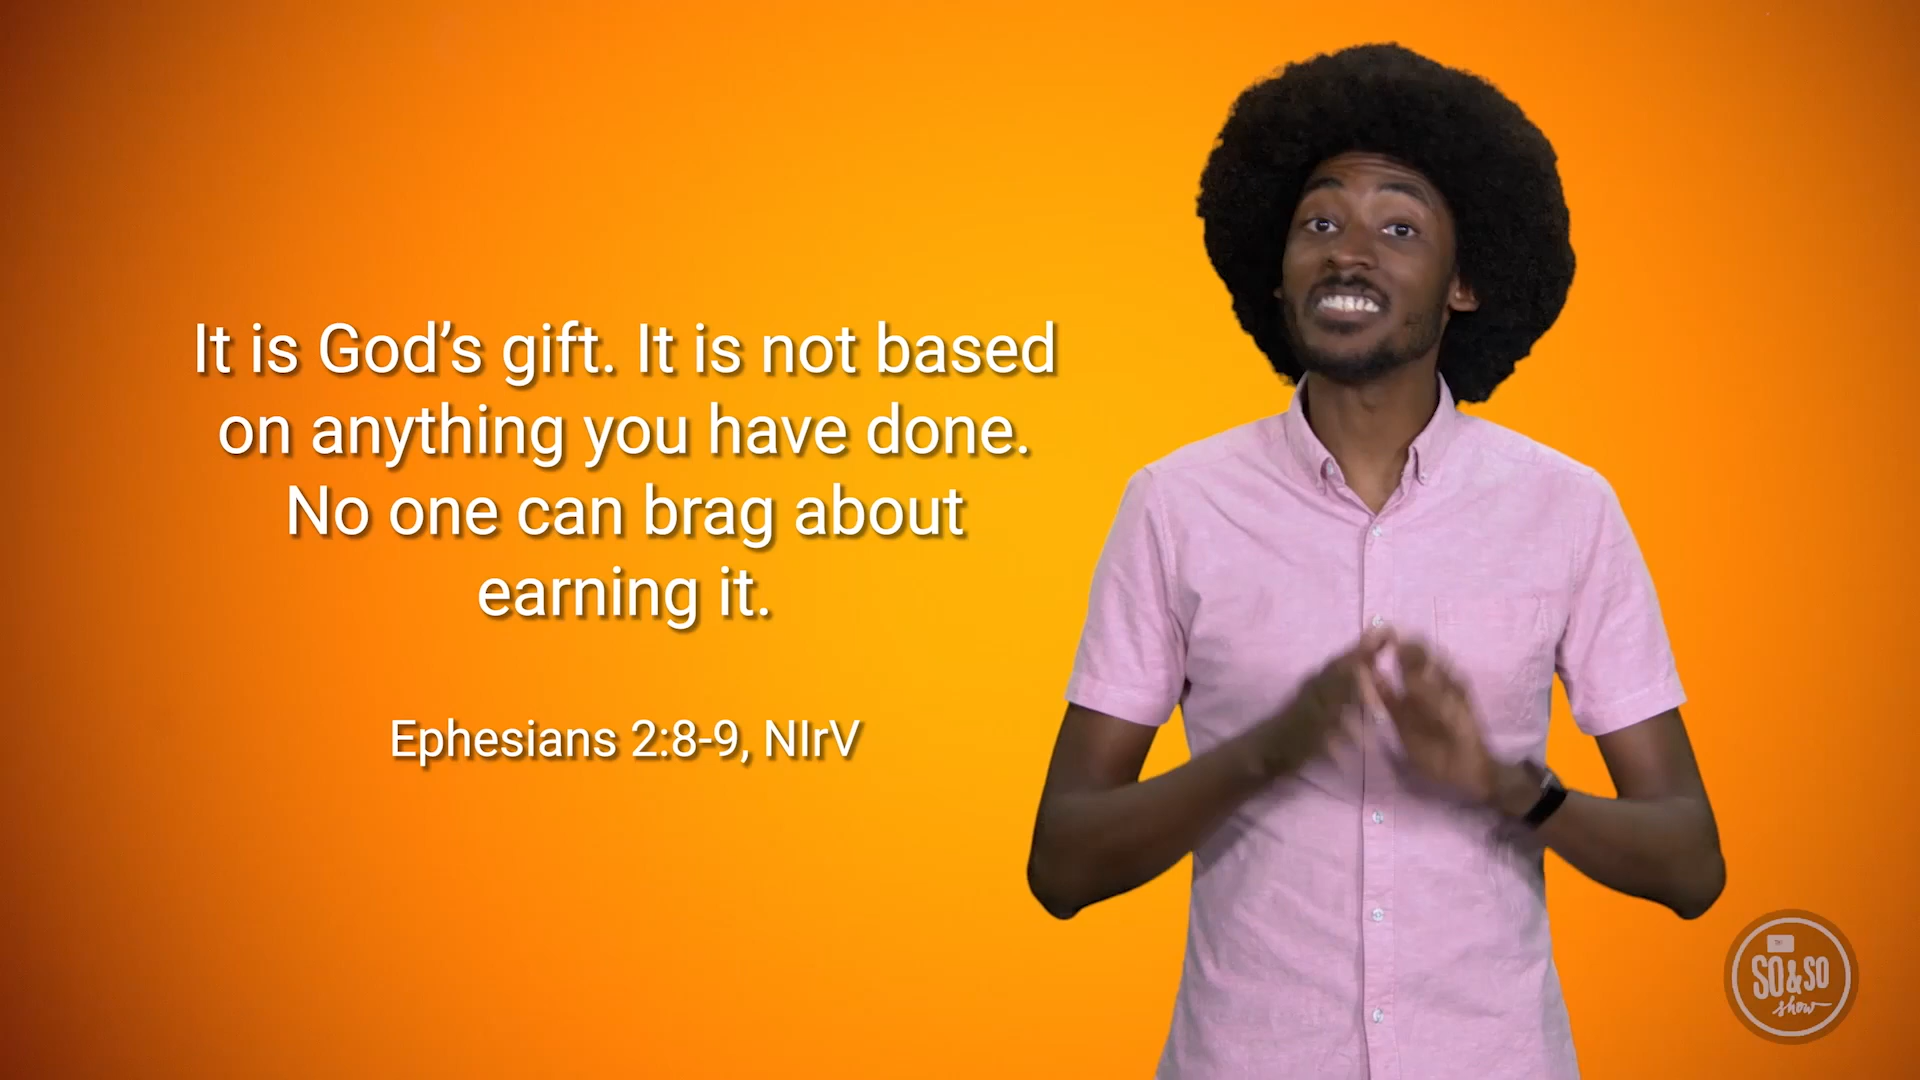 It is God’s gift. It is not based
on anything you have done.
No one can brag about
earning it.
Ephesians 2:8-9, NIrV
SO & SO
show